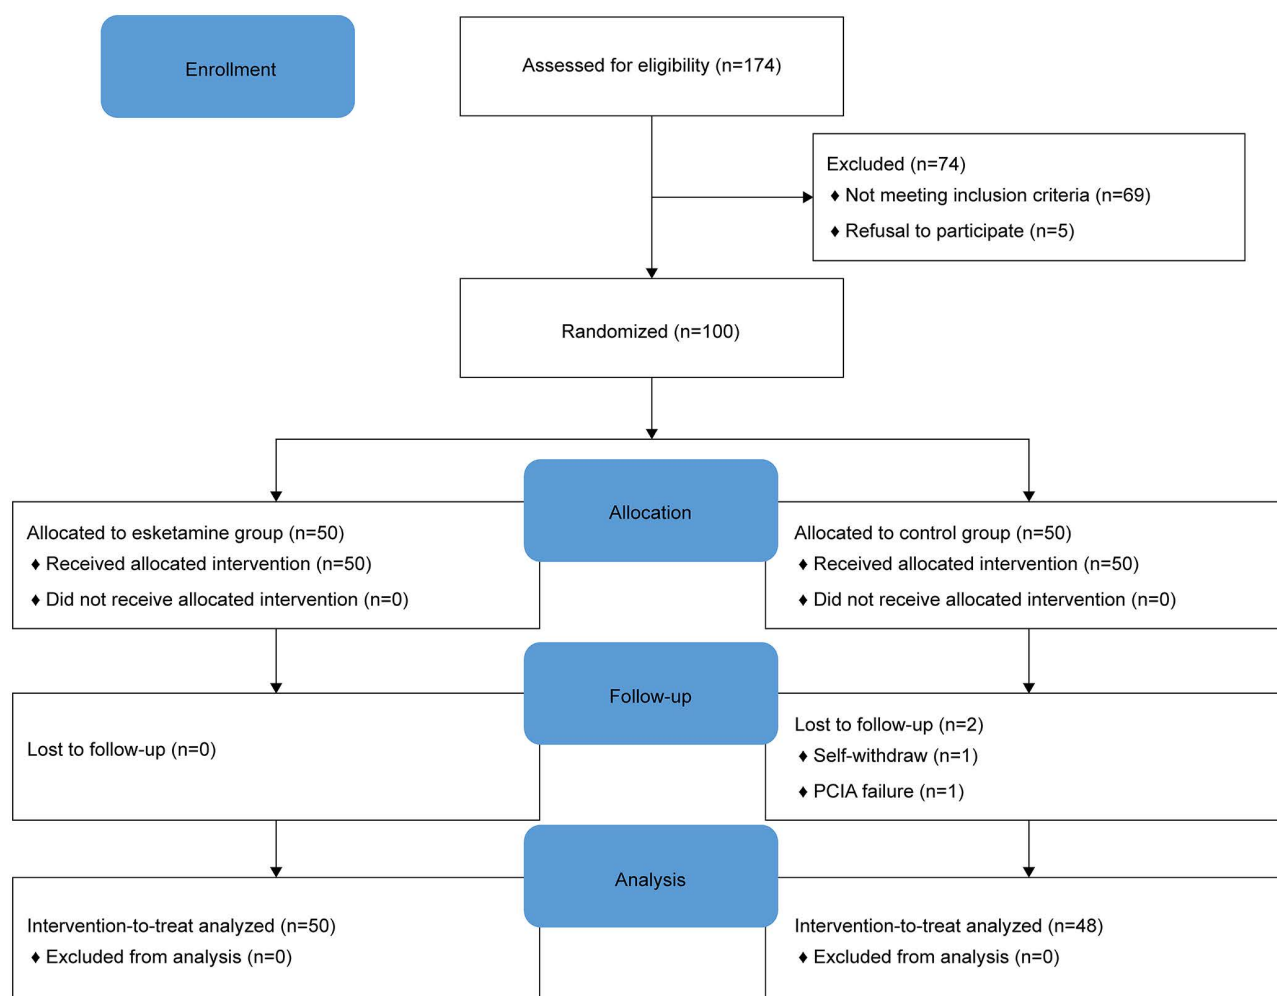 Enrollment
Assessed for eligibility (n=174)
Excluded (n=74)
♦ Not meeting inclusion criteria (n=69)
♦ Refusal to participate (n=5)
Randomized (n=100)
Allocation
Allocated to esketamine group (n=50)
♦ Received allocated intervention (n=50)
♦ Did not receive allocated intervention (n=0)
Allocated to control group (n=50)
♦ Received allocated intervention (n=50)
♦ Did not receive allocated intervention (n=0)
Follow-up
Lost to follow-up (n=0)
Lost to follow-up (n=2)
♦ Self-withdraw (n=1)
♦ PCIA failure (n=1)
Analysis
Intervention-to-treat analyzed (n=50)
♦ Excluded from analysis (n=0)
Intervention-to-treat analyzed (n=48)
♦ Excluded from analysis (n=0)